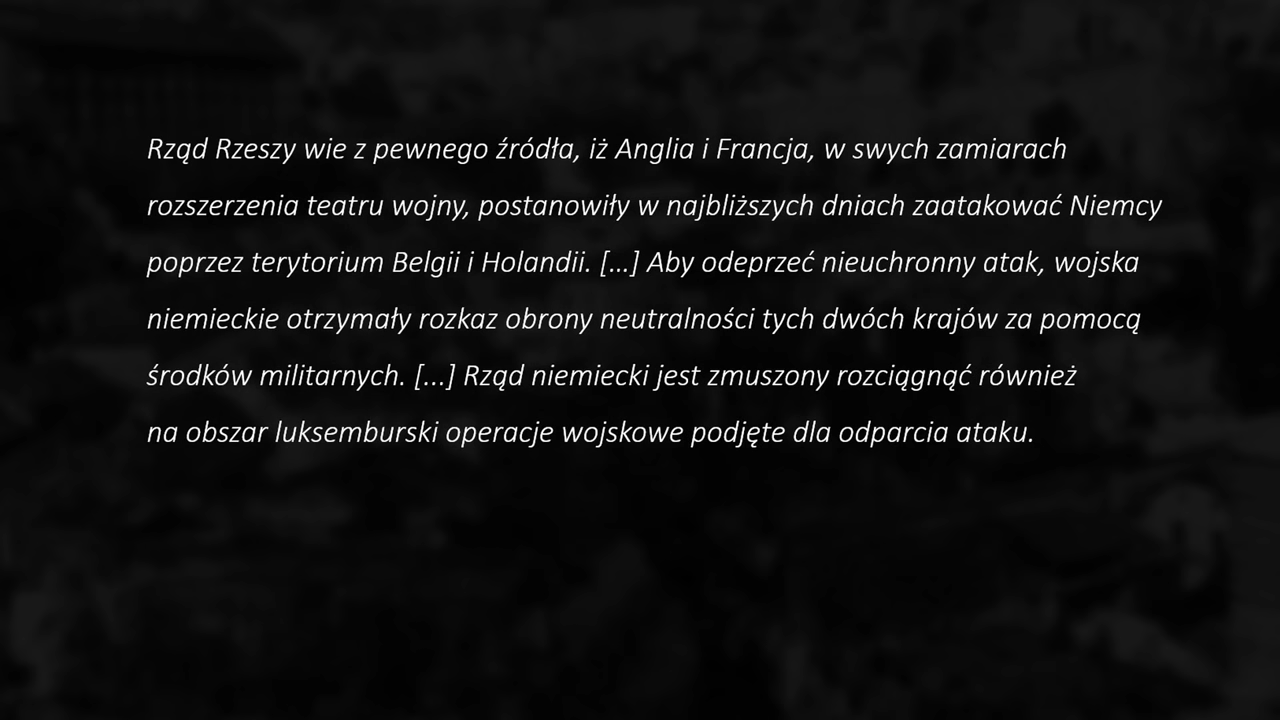 Rząd Rzeszy wie z pewnego źródła, iż Anglia i Francja, w swych zamiarach
rozszerzenia teatru wojny, postanowiły w najbliższych dniach zaatakować Niemcy
poprzez terytorium Belgii i Holandii. [...] Aby odeprzeć nieuchronny atak, wojska
niemieckie otrzymały rozkaz obrony neutralności tych dwóch krajów za pomocą
środków militarnych. [...] Rząd niemiecki jest zmuszony rozciągnąć również
na obszar luksemburski operacje wojskowe podjęte dla odparcia ataku.